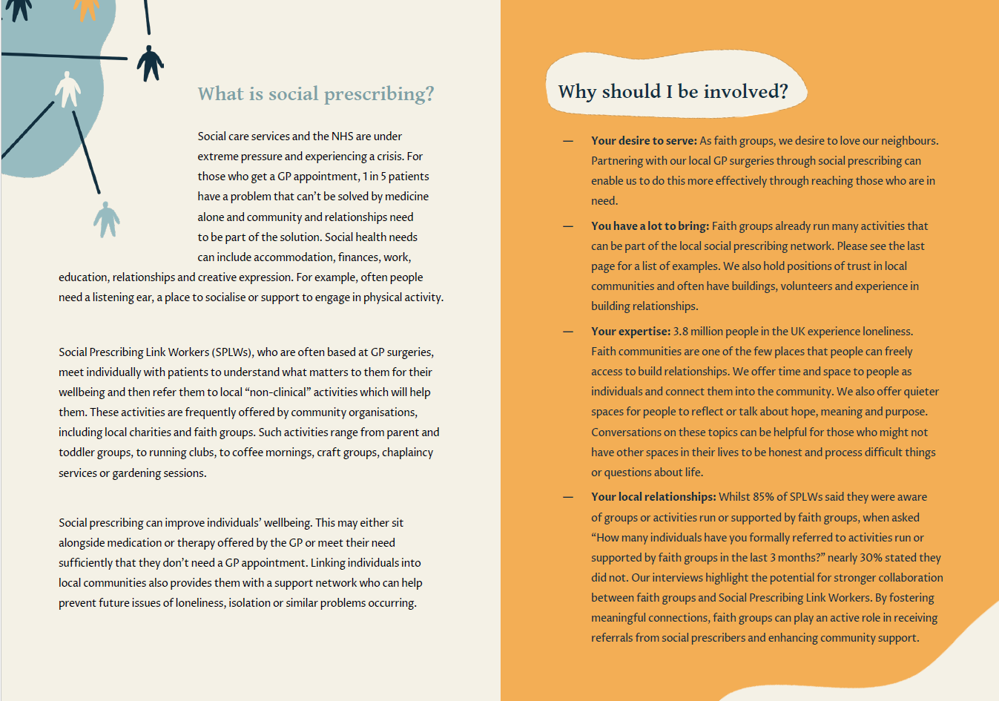 What is social prescribing?
Social care services and the NHS are under
extreme pressure and experiencing a crisis. For
those who get a GP appointment, 1 in 5 patients
have a problem that can’t be solved by medicine
alone and community and relationships need
to be part of the solution. Social health needs
can include accommodation, finances, work,
education, relationships and creative expression. For example, often people
need a listening ear, a place to socialise or support to engage in physical activity.
Social Prescribing Link Workers (SPLWs), who are often based at GP surgeries,
meet individually with patients to understand what matters to them for their
wellbeing and then refer them to local “non-clinical” activities which will help
them. These activities are frequently offered by community organisations,
including local charities and faith groups. Such activities range from parent and
toddler groups, to running clubs, to coffee mornings, craft groups, chaplaincy
services or gardening sessions.
Social prescribing can improve individuals’ wellbeing. This may either sit
alongside medication or therapy offered by the GP or meet their need
sufficiently that they don’t need a GP appointment. Linking individuals into
local communities also provides them with a support network who can help
prevent future issues of loneliness, isolation or similar problems occurring.
Why should I be involved?
— Your desire to serve: As faith groups, we desire to love our neighbours.
Partnering with our local GP surgeries through social prescribing can
enable us to do this more effectively through reaching those who are in
need.
— You have a lot to bring: Faith groups already run many activities that
can be part of the local social prescribing network. Please see the last
page for a list of examples. We also hold positions of trust in local
communities and often have buildings, volunteers and experience in
building relationships.
— Your expertise: 3.8 million people in the UK experience loneliness.
Faith communities are one of the few places that people can freely
access to build relationships. We offer time and space to people as
individuals and connect them into the community. We also offer quieter
spaces for people to reflect or talk about hope, meaning and purpose.
Conversations on these topics can be helpful for those who might not
have other spaces in their lives to be honest and process difficult things
or questions about life.
— Your local relationships: Whilst 85% of SPLWs said they were aware
of groups or activities run or supported by faith groups, when asked
“How many individuals have you formally referred to activities run or
supported by faith groups in the last 3 months?” nearly 30% stated they
did not. Our interviews highlight the potential for stronger collaboration
between faith groups and Social Prescribing Link Workers. By fostering
meaningful connections, faith groups can play an active role in receiving
referrals from social prescribers and enhancing community support.